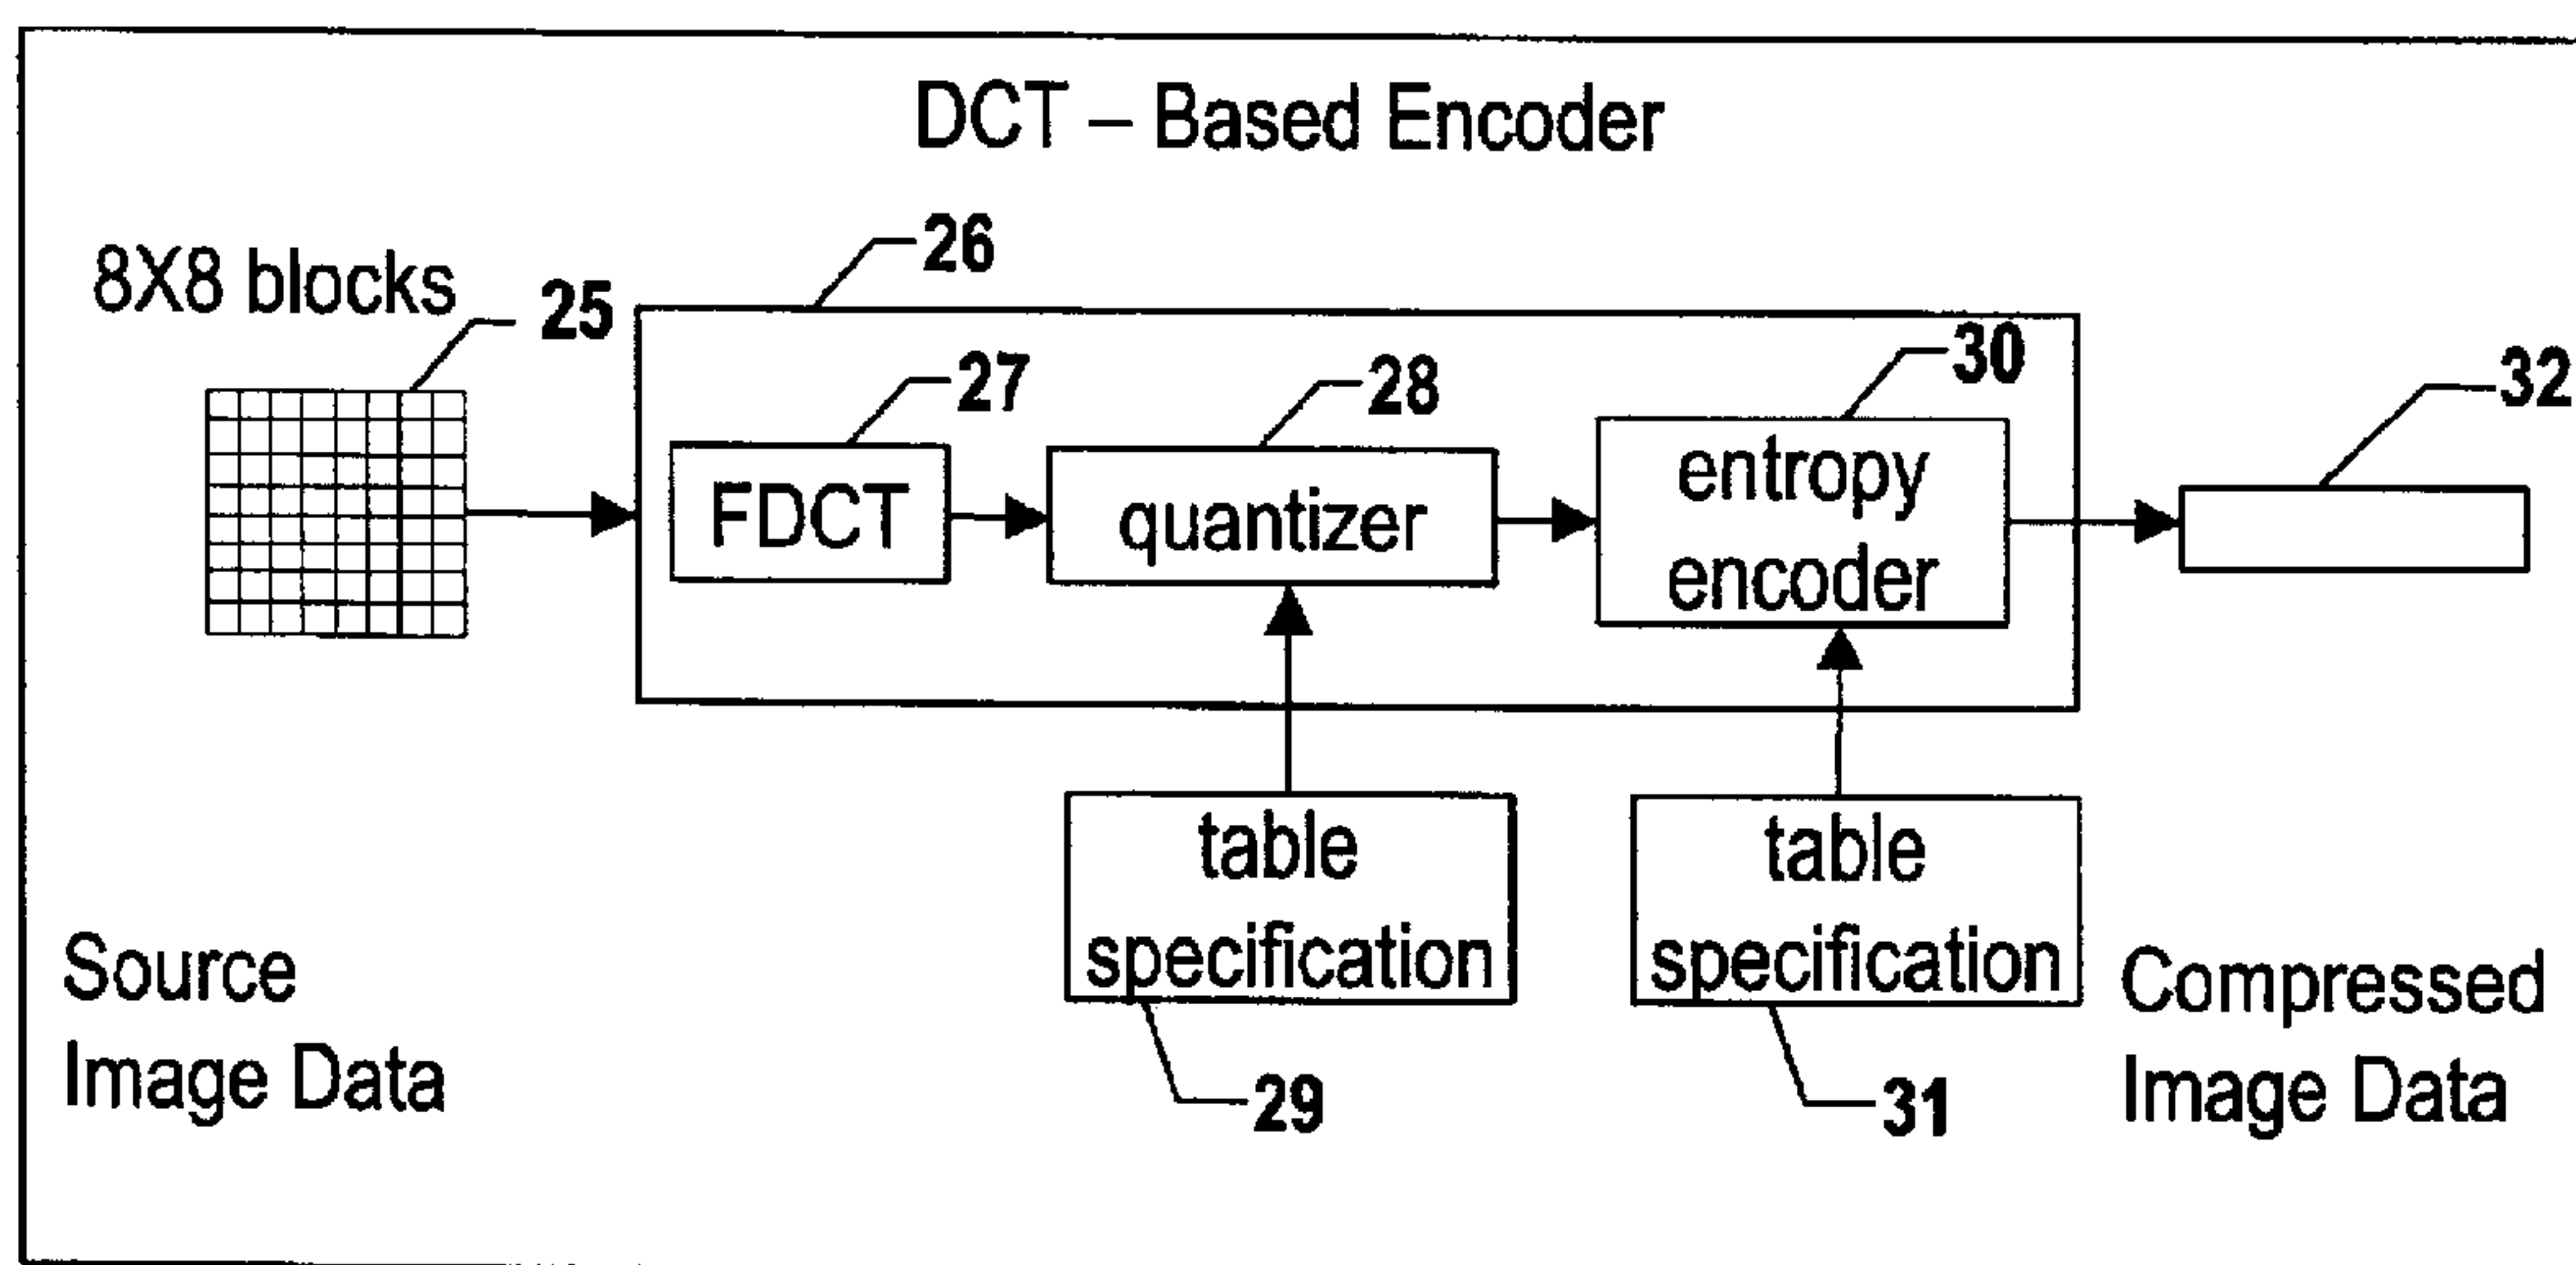 DCT – Based Encoder
26
8X8 blocks
25
27
28
30
32
FDCT
quantizer
entropy
encoder
table
specification
table
specification
29
31
Source
Image Data
Compressed
Image Data